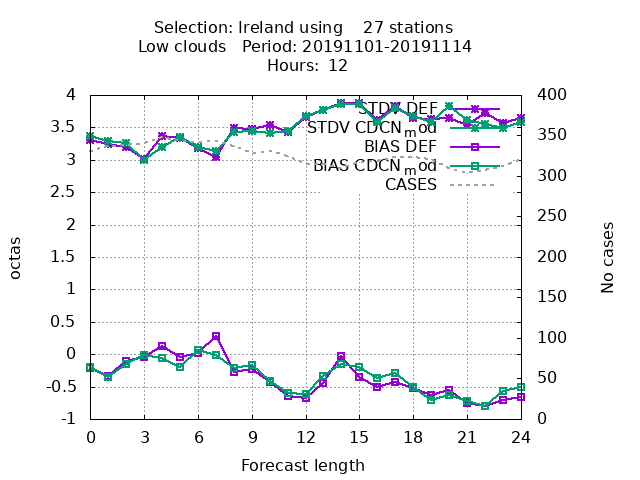 Selection: Ireland using 27 stations
Low clouds Period: 20191101-20191114
Hours: 12
STDV DEF
STDV CDCN_mod
BIAS DEF
BIAS CDCN_mod
CASES
octas
No cases
4
3.5
3
2.5
2
1.5
1
0.5
0
-0.5
-1
400
350
300
250
200
150
100
50
0
0 3 6 9 12 15 18 21 24
Forecast length